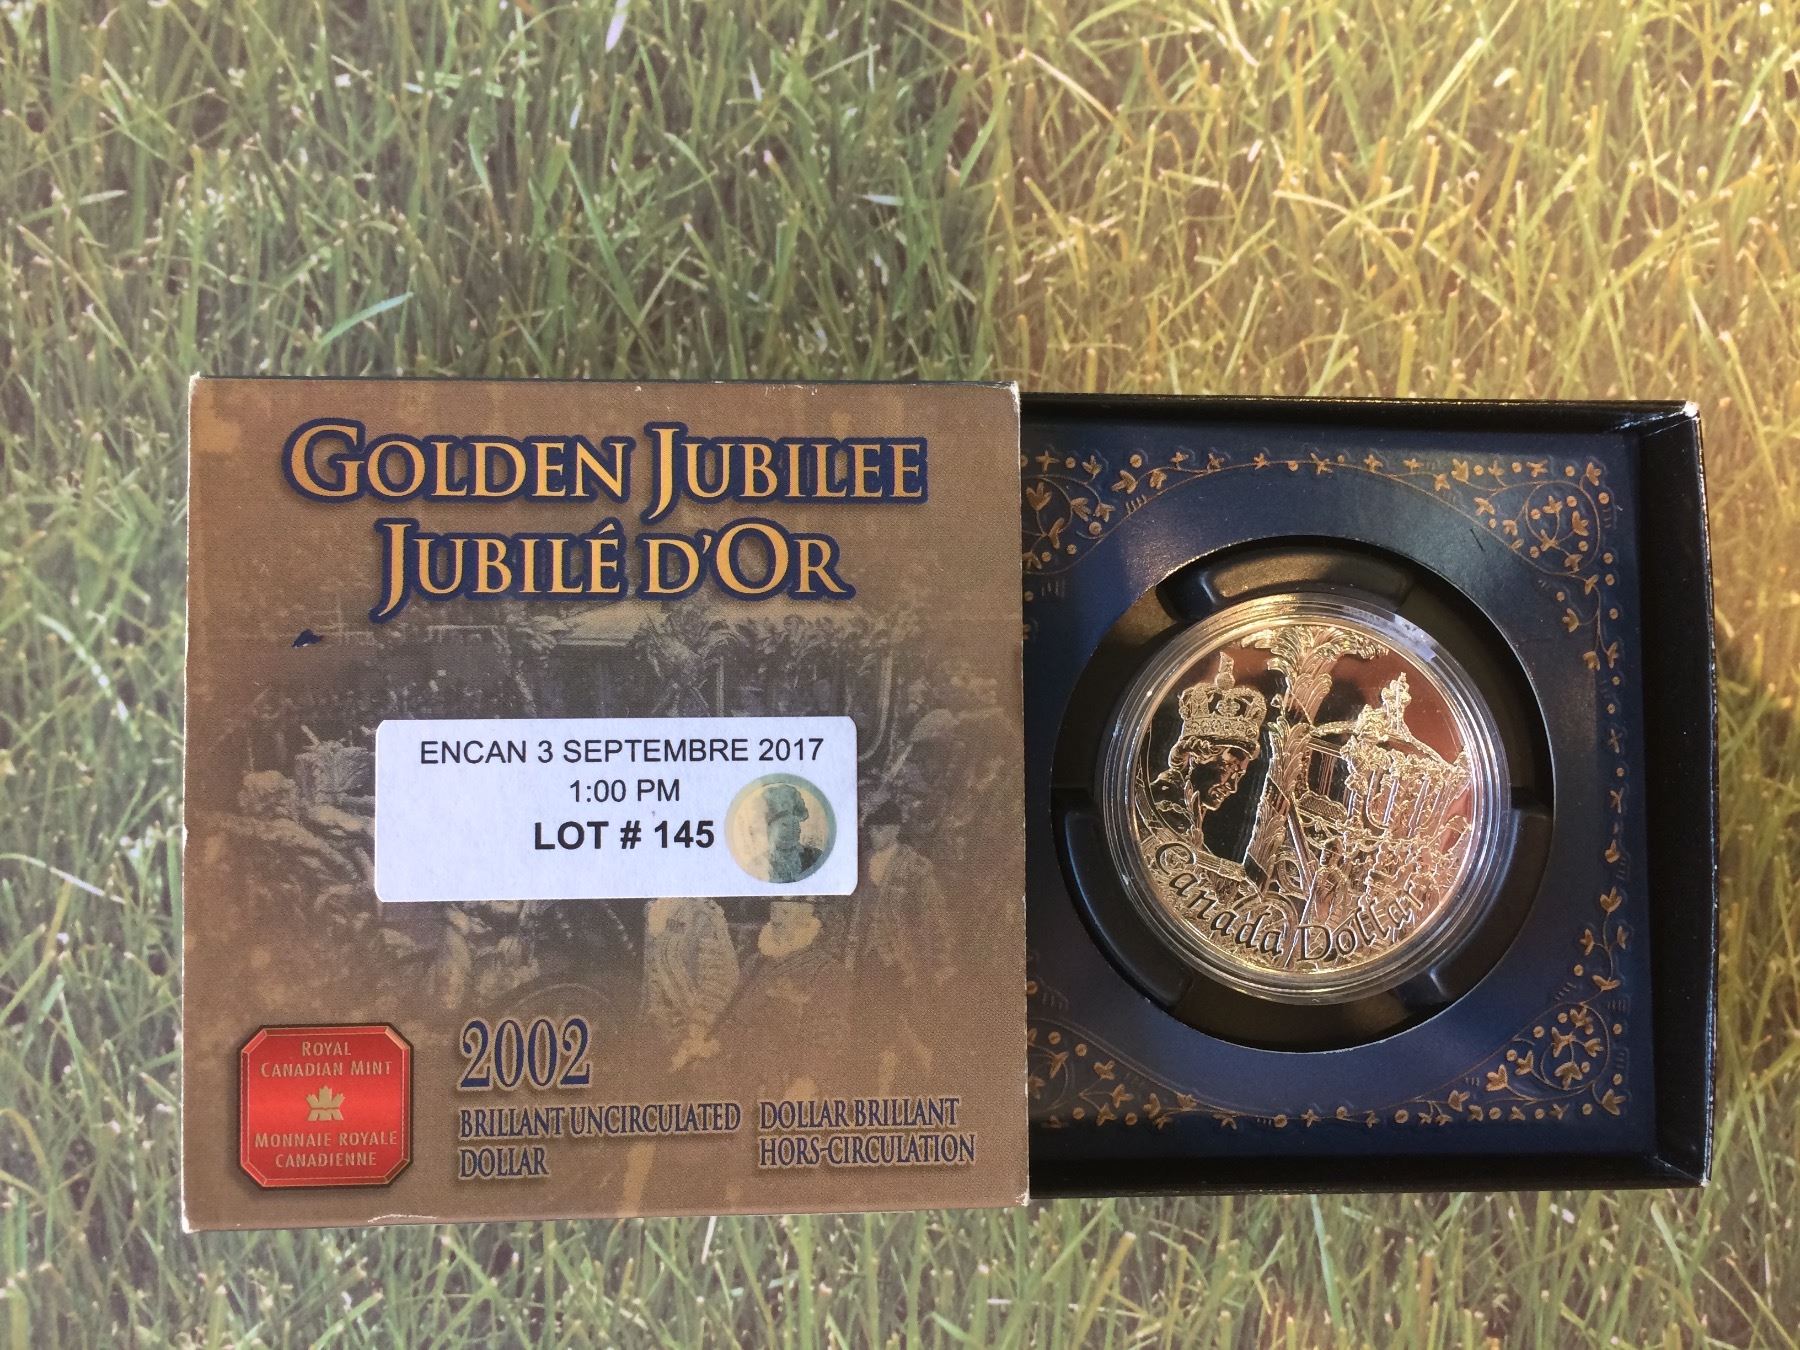 GOLDEN JUBILEE
JUBILÉ D'OR
ENCAN 3 SEPTEMBRE 2017
1:00 PM
LOT # 145
ROYAL
CANADIAN MINT
MONNAIE ROYALE
CANADIENNE
2002
BRILLANT UNCIRCULATED
DOLLAR
DOLLAR BRILLANT
HORS-CIRCULATION
Canada Dollar